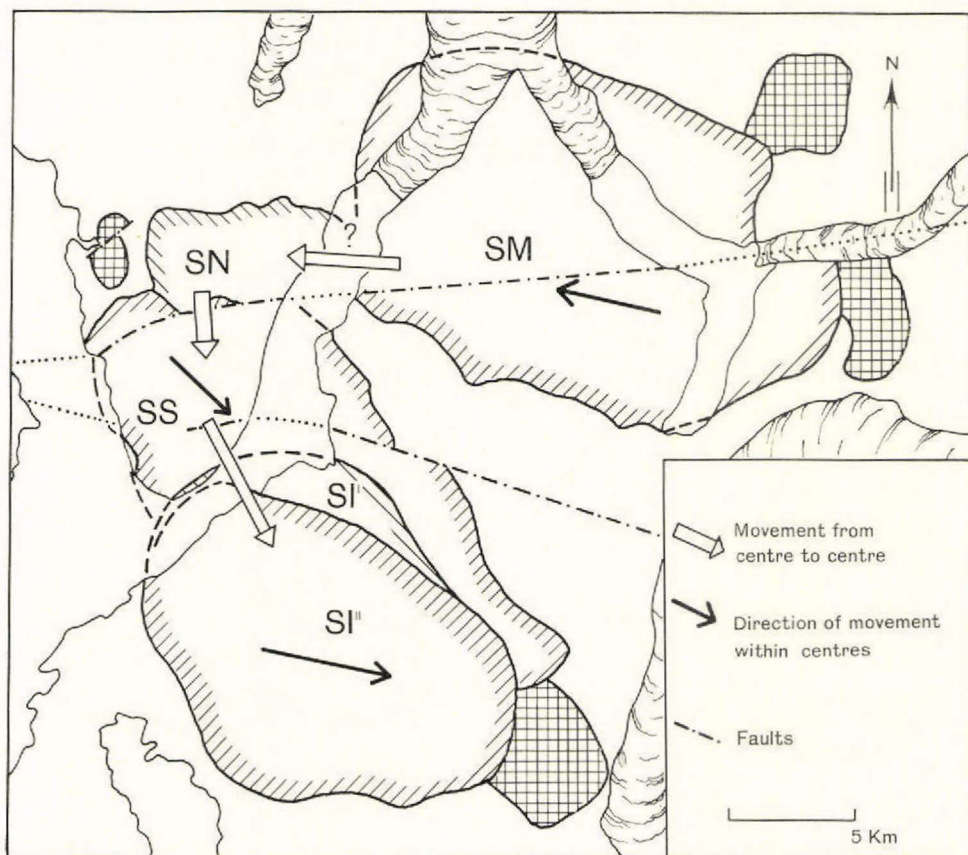 N
SN
?
SM
SS
SI'
SI"
Movement from
centre to centre
Direction of movement
within centres
Faults
5 Km